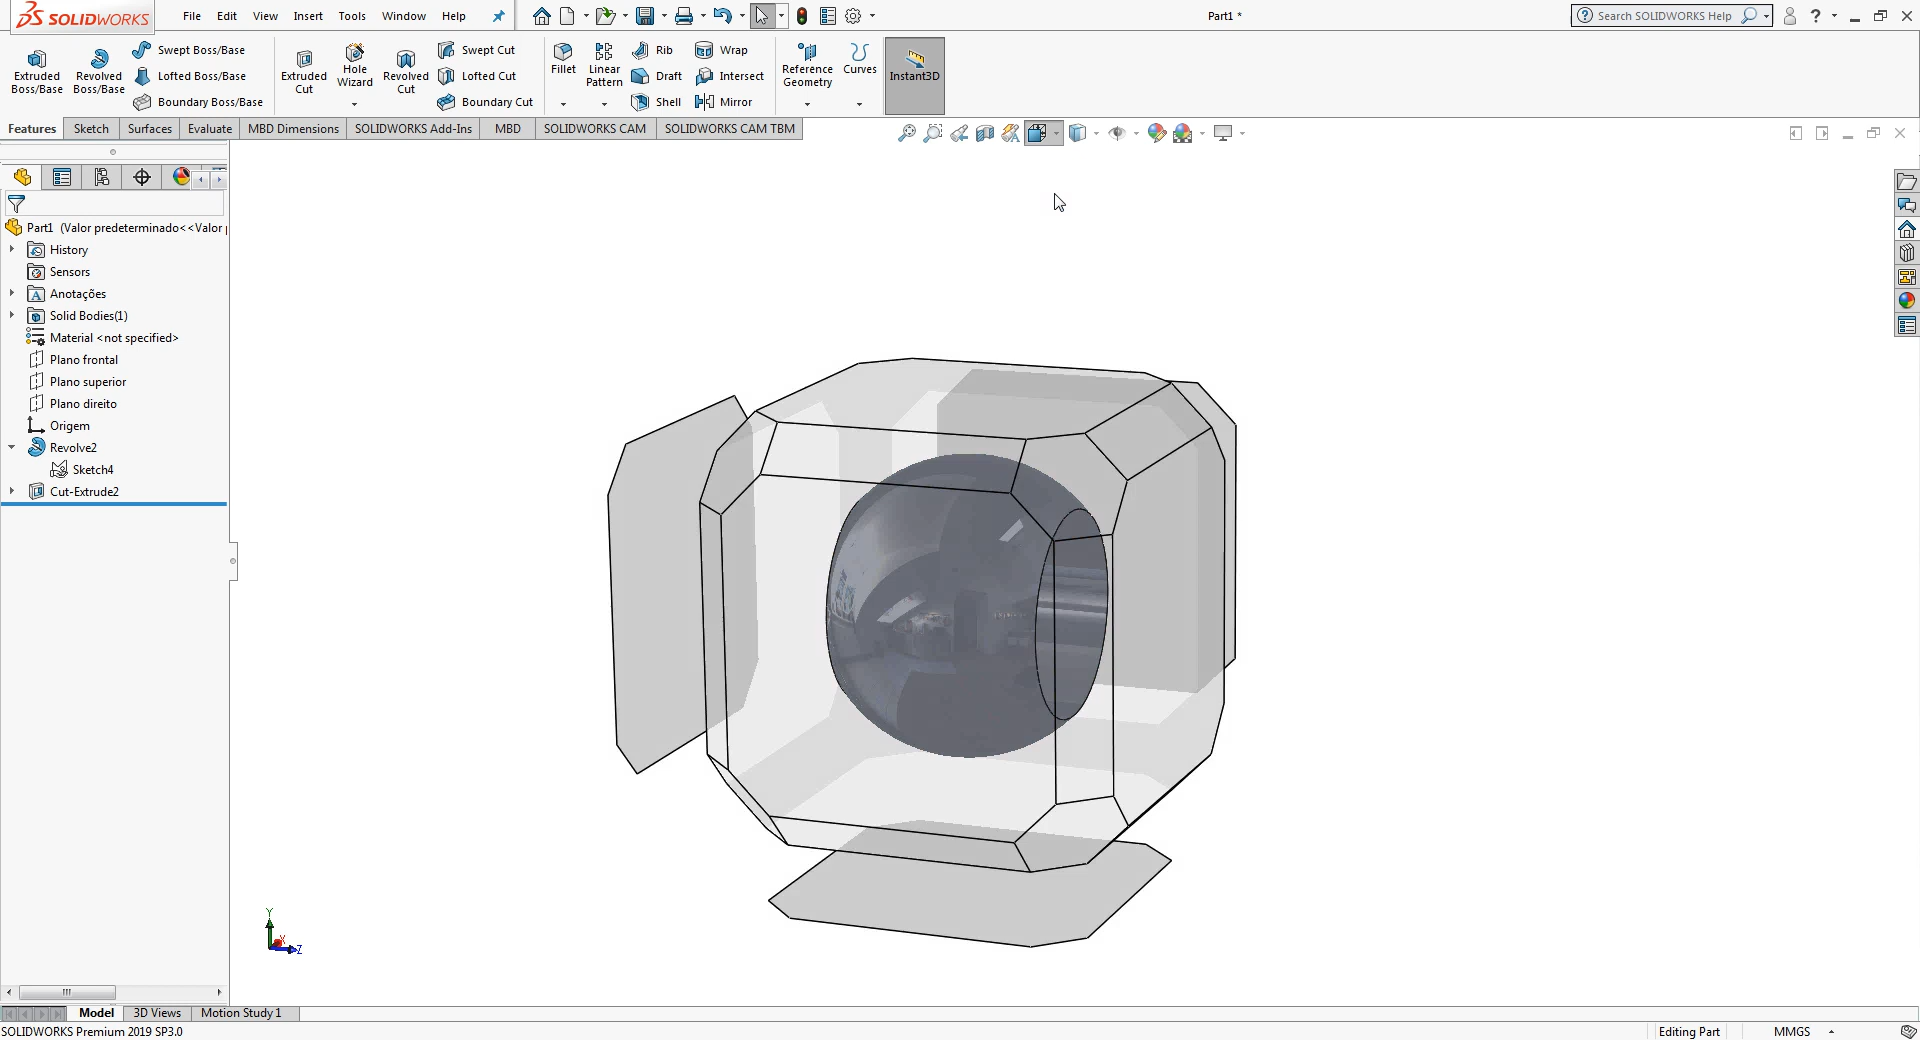 SOLIDWORKS
File Edit View Insert Tools Window Help
Part1 *
Search SOLIDWORKS Help
Extruded Boss/Base
Revolved Boss/Base
Swept Boss/Base
Lofted Boss/Base
Boundary Boss/Base
Extruded Cut
Hole Wizard
Revolved Cut
Swept Cut
Lofted Cut
Boundary Cut
Fillet
Linear Pattern
Rib
Draft
Shell
Wrap
Intersect
Mirror
Reference Geometry
Curves
Instant3D
Features Sketch Surfaces Evaluate MBD Dimensions SOLIDWORKS Add-Ins MBD SOLIDWORKS CAM SOLIDWORKS CAM TBM
Part1 (Valor predeterminado<<Valor
History
Sensors
Anotações
Solid Bodies(1)
Material <not specified>
Plano frontal
Plano superior
Plano direito
Origem
Revolve2
Sketch4
Cut-Extrude2
Y
X
Z
Model 3D Views Motion Study 1
SOLIDWORKS Premium 2019 SP3.0
Editing Part
MMGS